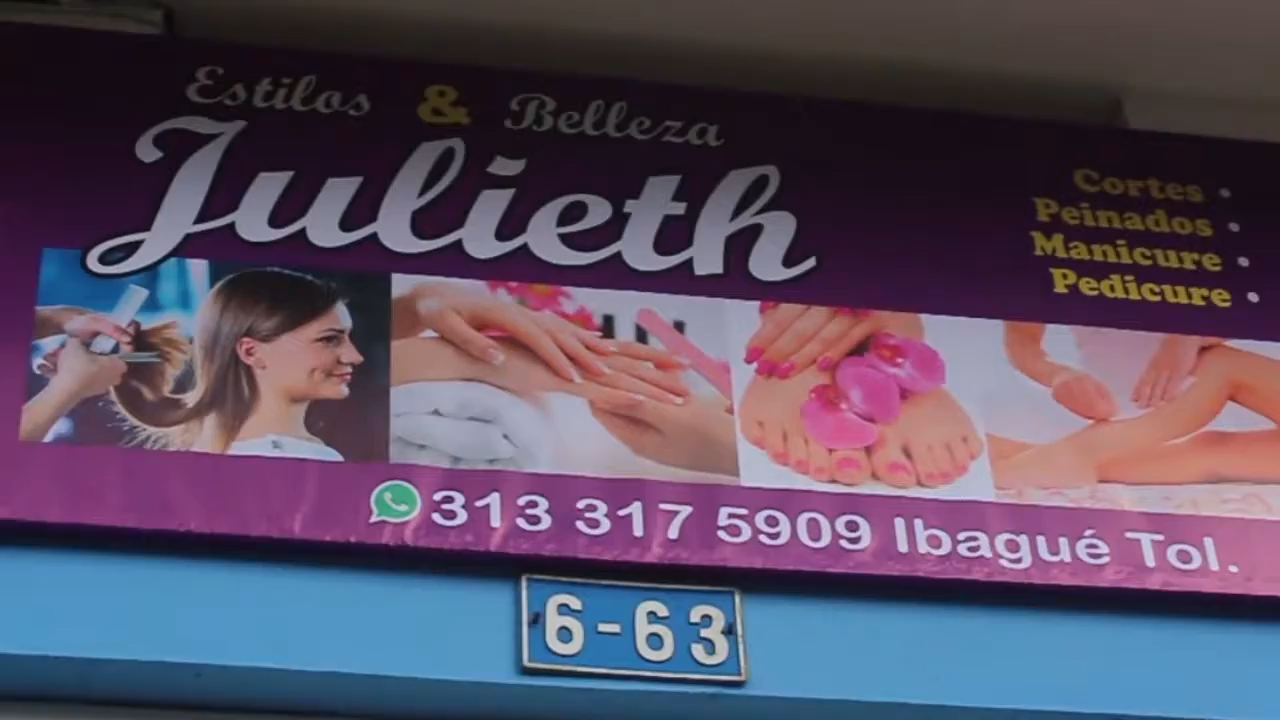 Estilos & Belleza
Julieth
Cortes •
Peinados •
Manicure •
Pedicure •
313 317 5909 Ibagué Tol.
6-63